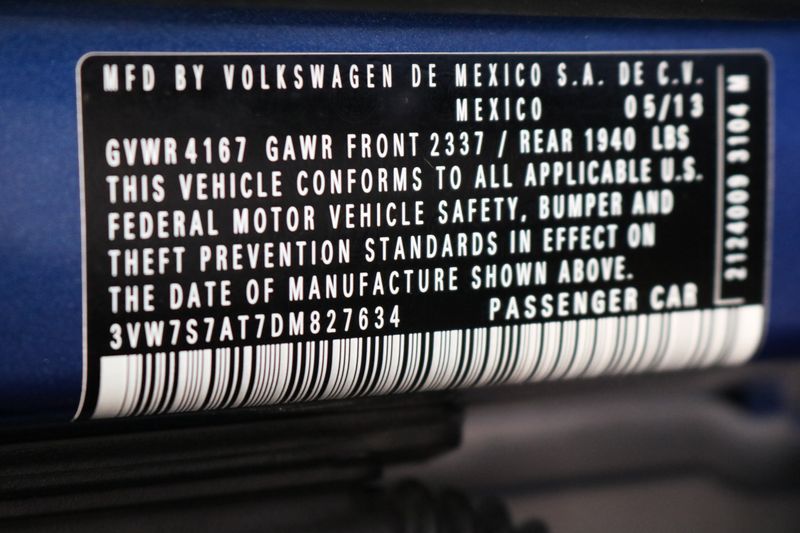 MFD BY VOLKSWAGEN DE MEXICO S.A. DE C.V.
MEXICO 05/13
GVWR 4167 GAWR FRONT 2337 / REAR 1940 LBS
THIS VEHICLE CONFORMS TO ALL APPLICABLE U.S.
FEDERAL MOTOR VEHICLE SAFETY, BUMPER AND
THEFT PREVENTION STANDARDS IN EFFECT ON
THE DATE OF MANUFACTURE SHOWN ABOVE.
3VW7S7AT7DM827634 PASSENGER CAR
2124000 3104 M